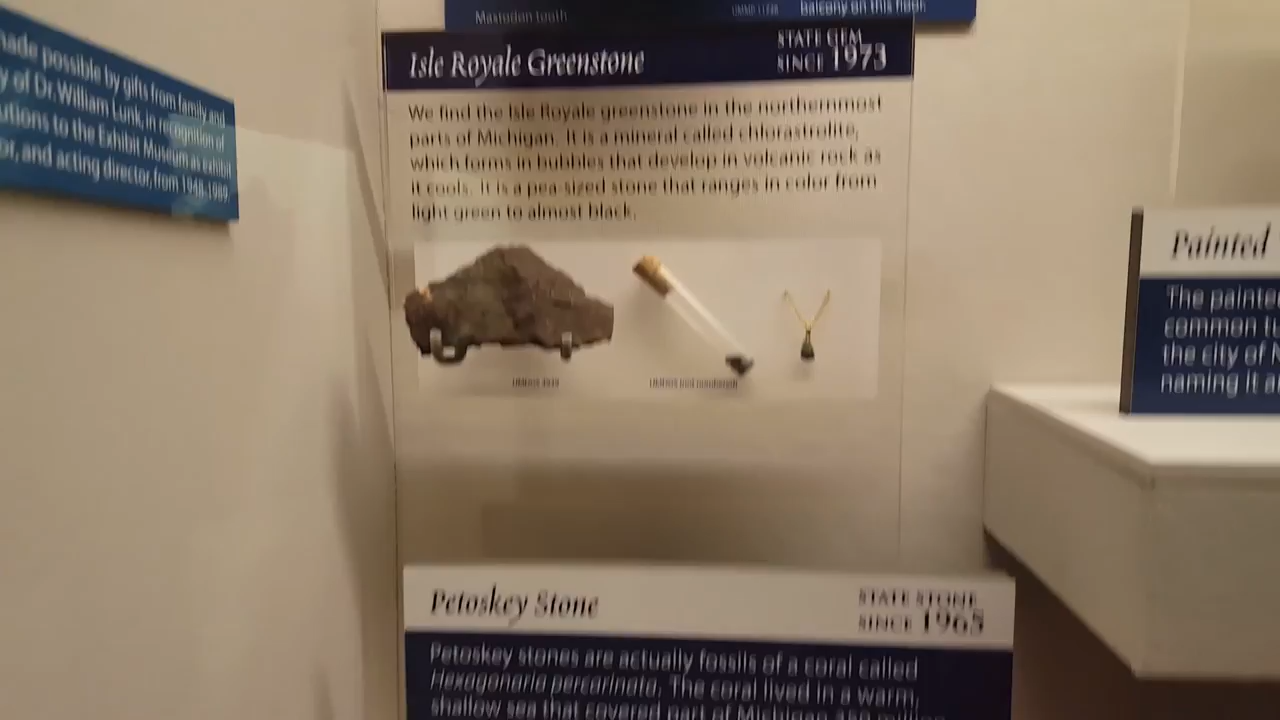 Mastodon tooth
balcony on this floor.
made possible by gifts from family and
y of Dr. William Lunk, in recognition of
utions to the Exhibit Museum as exhibit
or, and acting director, from 1948-1989.
Isle Royale Greenstone
STATE GEM
SINCE 1973
We find the Isle Royale greenstone in the northernmost
parts of Michigan. It is a mineral called chlorastrolite,
which forms in bubbles that develop in volcanic rock as
it cools. It is a pea-sized stone that ranges in color from
light green to almost black.
Painted
The painte
common tu
the city of
naming it a
Petoskey Stone
STATE STONE
SINCE 1965
Petoskey stones are actually fossils of a coral called
Hexagonaria percarinata. The coral lived in a warm,
shallow sea that covered part of Michigan 350 million